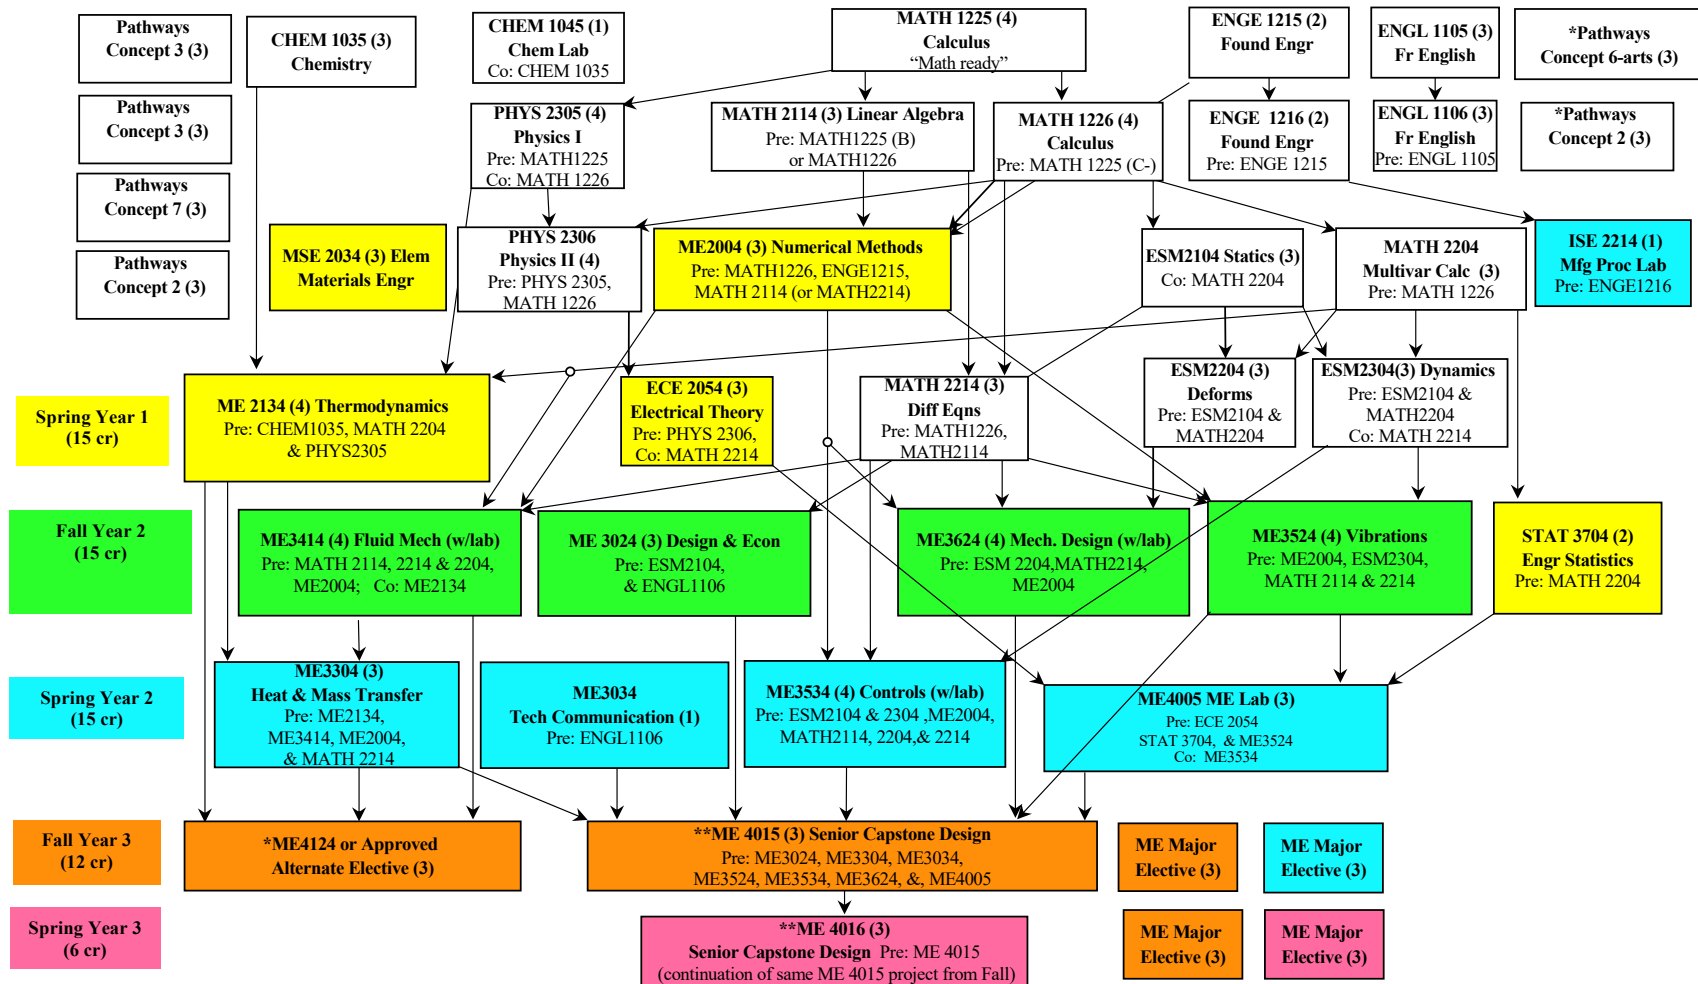 Pathways
Concept 3 (3)
CHEM 1035 (3)
Chemistry
CHEM 1045 (1)
Chem Lab
Co: CHEM 1035
MATH 1225 (4)
Calculus
“Math ready”
ENGE 1215 (2)
Found Engr
ENGL 1105 (3)
Fr English
*Pathways
Concept 6-arts (3)
Pathways
Concept 3 (3)
PHYS 2305 (4)
Physics I
Pre: MATH1225
Co: MATH 1226
MATH 2114 (3) Linear Algebra
Pre: MATH1225 (B)
or MATH1226
MATH 1226 (4)
Calculus
Pre: MATH 1225 (C-)
ENGE  1216 (2)
Found Engr
Pre: ENGE 1215
ENGL 1106 (3)
Fr English
Pre: ENGL 1105
*Pathways
Concept 2 (3)
Pathways
Concept 7 (3)
Pathways
Concept 2 (3)
MSE 2034 (3) Elem
Materials Engr
PHYS 2306
Physics II (4)
Pre: PHYS 2305,
MATH 1226
ME2004 (3) Numerical Methods
Pre: MATH1226, ENGE1215,
MATH 2114 (or MATH2214)
ESM2104 Statics (3)
Co: MATH 2204
MATH 2204
Multivar Calc  (3)
Pre: MATH 1226
ISE 2214 (1)
Mfg Proc Lab
Pre: ENGE1216
Spring Year 1
(15 cr)
ME 2134 (4) Thermodynamics
Pre: CHEM1035, MATH 2204
& PHYS2305
ECE 2054 (3)
Electrical Theory
Pre: PHYS 2306,
Co: MATH 2214
MATH 2214 (3)
Diff Eqns
Pre: MATH1226,
MATH2114
ESM2204 (3)
Deforms
Pre: ESM2104 &
MATH2204
ESM2304(3) Dynamics
Pre: ESM2104 &
MATH2204
Co: MATH 2214
Fall Year 2
(15 cr)
ME3414 (4) Fluid Mech (w/lab)
Pre: MATH 2114, 2214 & 2204,
ME2004;   Co: ME2134
ME 3024 (3) Design & Econ
Pre: ESM2104,
& ENGL1106
ME3624 (4) Mech. Design (w/lab)
Pre: ESM 2204,MATH2214,
ME2004
ME3524 (4) Vibrations
Pre: ME2004, ESM2304,
MATH 2114 & 2214
STAT 3704 (2)
Engr Statistics
Pre: MATH 2204
Spring Year 2
(15 cr)
ME3304 (3)
Heat & Mass Transfer
Pre: ME2134,
ME3414, ME2004,
& MATH 2214
ME3034
Tech Communication (1)
Pre: ENGL1106
ME3534 (4) Controls (w/lab)
Pre: ESM2104 & 2304 ,ME2004,
MATH2114, 2204,& 2214
ME4005 ME Lab (3)
Pre: ECE 2054
STAT 3704,  & ME3524
Co:  ME3534
Fall Year 3
(12 cr)
*ME4124 or Approved
Alternate Elective (3)
**ME 4015 (3) Senior Capstone Design
Pre: ME3024, ME3304, ME3034,
ME3524, ME3534, ME3624, &, ME4005
ME Major
Elective (3)
ME Major
Elective (3)
Spring Year 3
(6 cr)
**ME 4016 (3)
Senior Capstone Design  Pre: ME 4015
(continuation of same ME 4015 project from Fall)
ME Major
Elective (3)
ME Major
Elective (3)